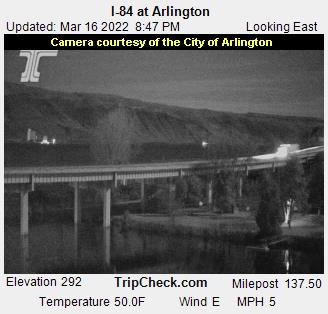 I-84 at Arlington
Updated: Mar 16 2022 8:47 PM Looking East
Camera courtesy of the City of Arlington
Elevation 292 TripCheck.com Milepost 137.50
Temperature 50.0F Wind E MPH 5